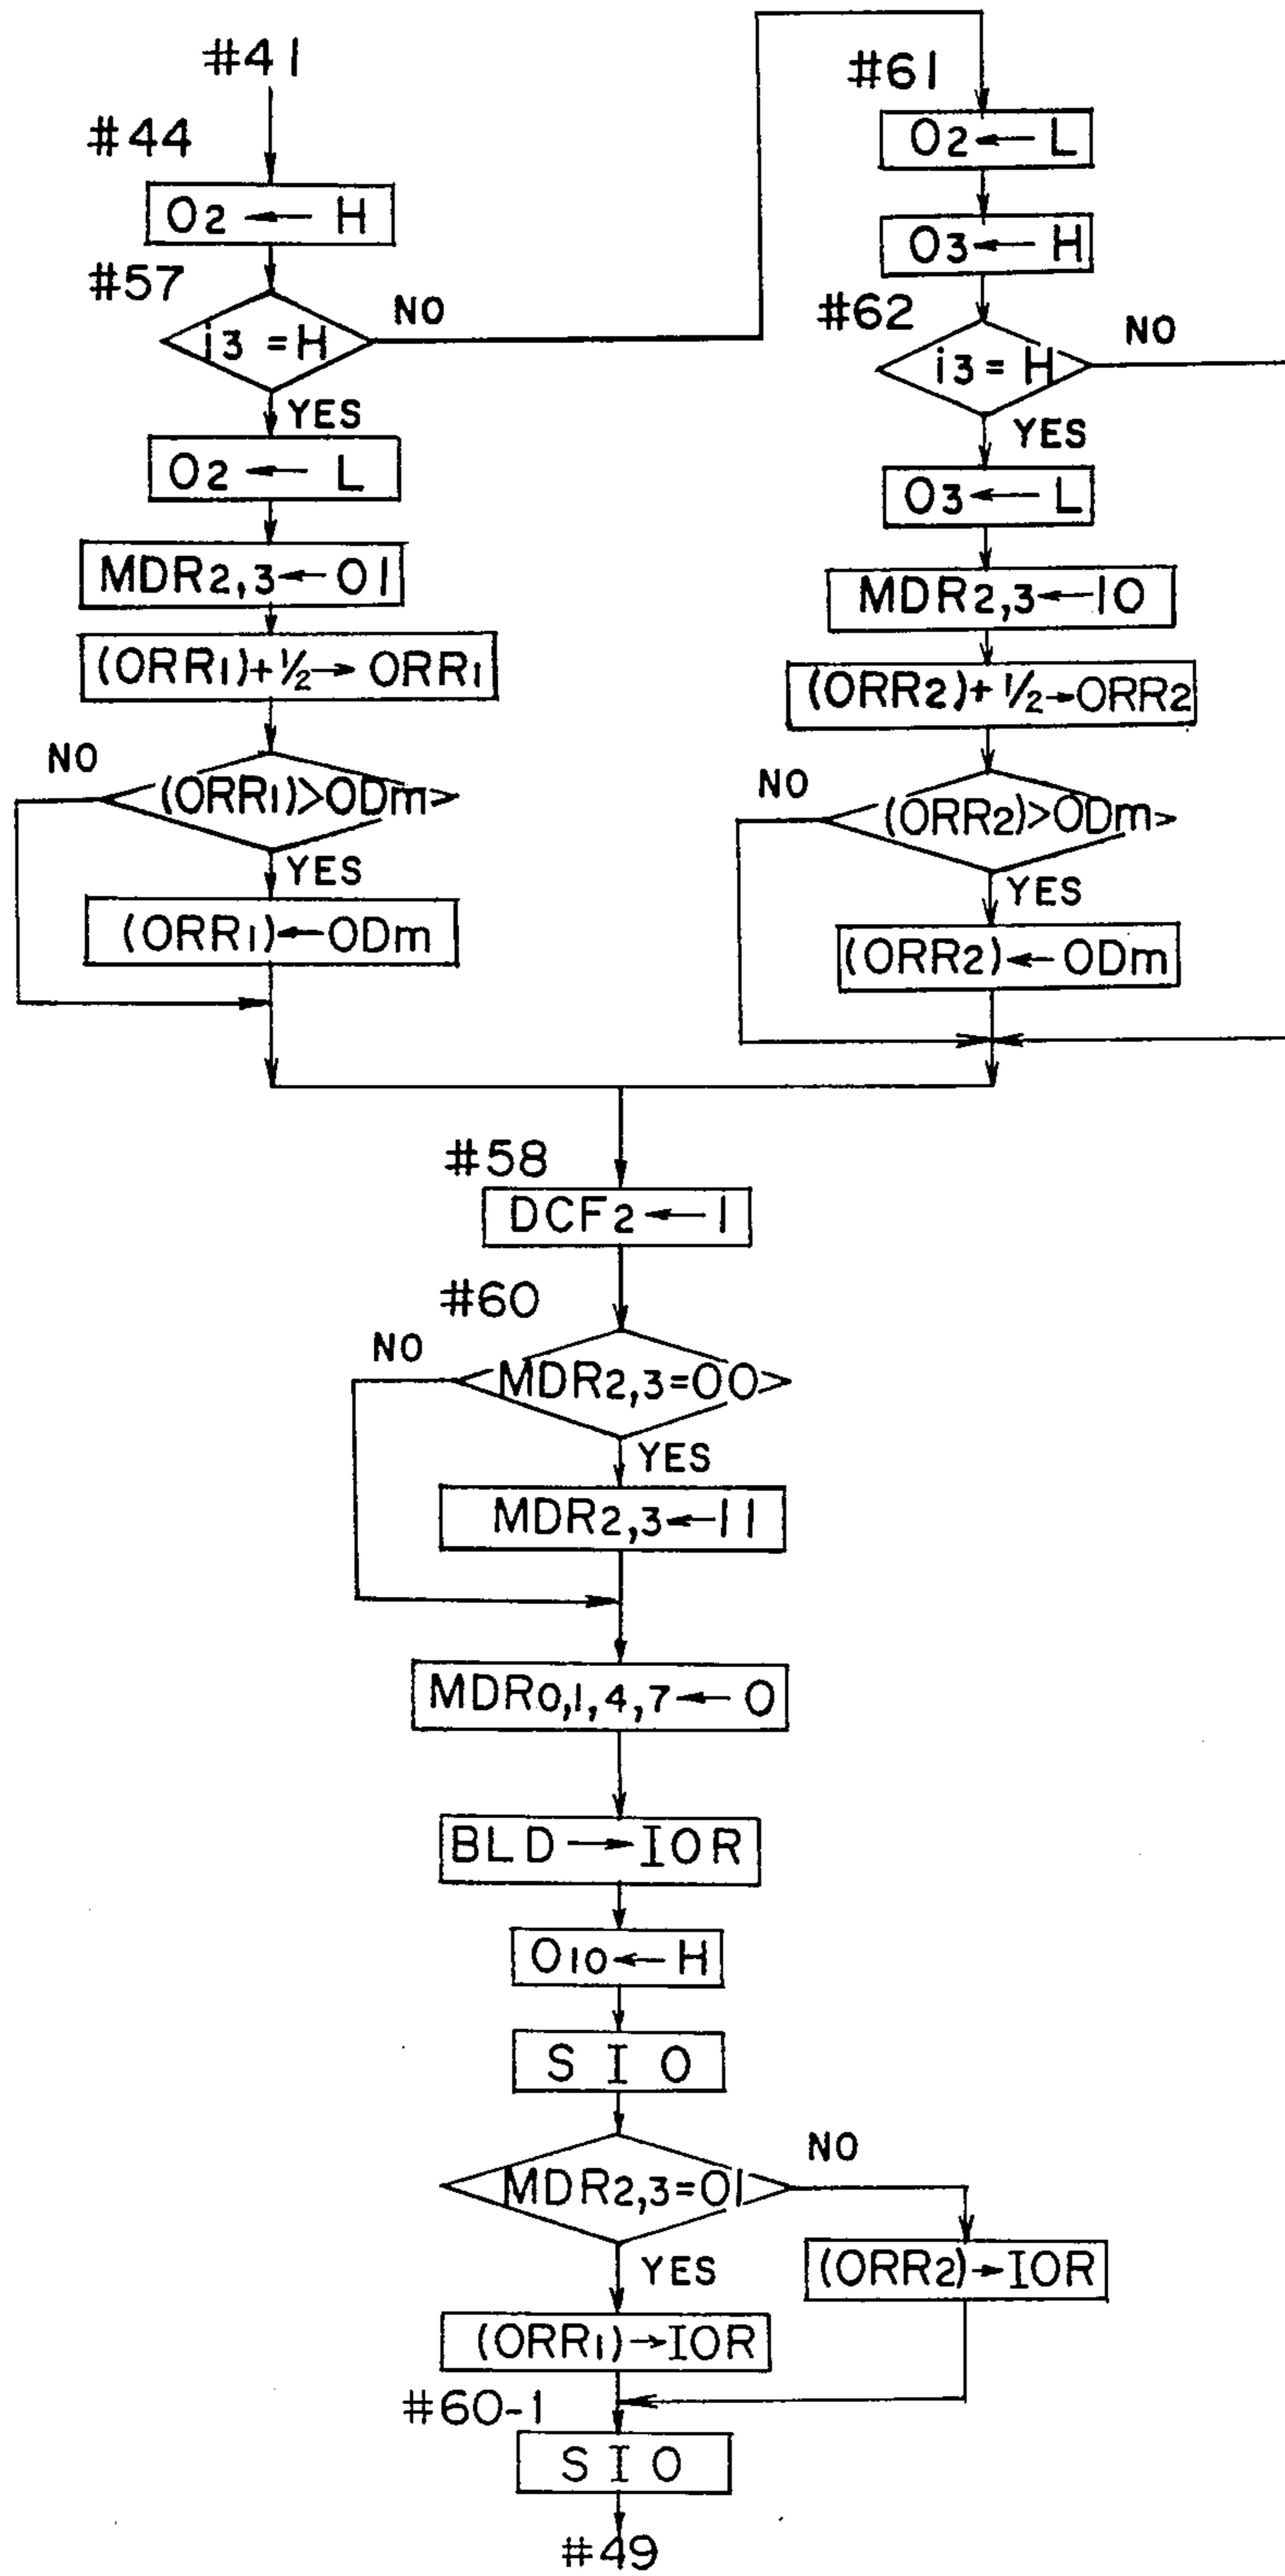 #41
#44
O2 ← H
#57
i3 = H
NO
YES
O2 ← L
MDR2,3 ← 01
(ORR1)+½ → ORR1
NO
(ORR1)>ODm
YES
(ORR1) ← ODm
#61
O2 ← L
O3 ← H
#62
i3 = H
NO
YES
O3 ← L
MDR2,3 ← 10
(ORR2)+½ → ORR2
NO
(ORR2)>ODm
YES
(ORR2) ← ODm
#58
DCF2 ← 1
#60
NO
MDR2,3=00
YES
MDR2,3 ← 11
MDR0,1,4,7 ← 0
BLD → IOR
O10 ← H
SIO
MDR2,3=01
NO
YES
(ORR2) → IOR
(ORR1) → IOR
#60-1
SIO
#49